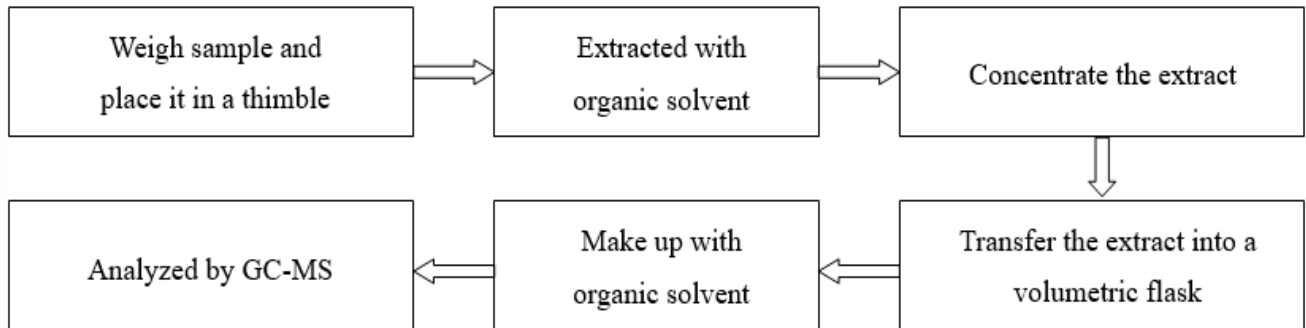 Weigh sample and
place it in a thimble
Extracted with
organic solvent
Concentrate the extract
Transfer the extract into a
volumetric flask
Make up with
organic solvent
Analyzed by GC-MS